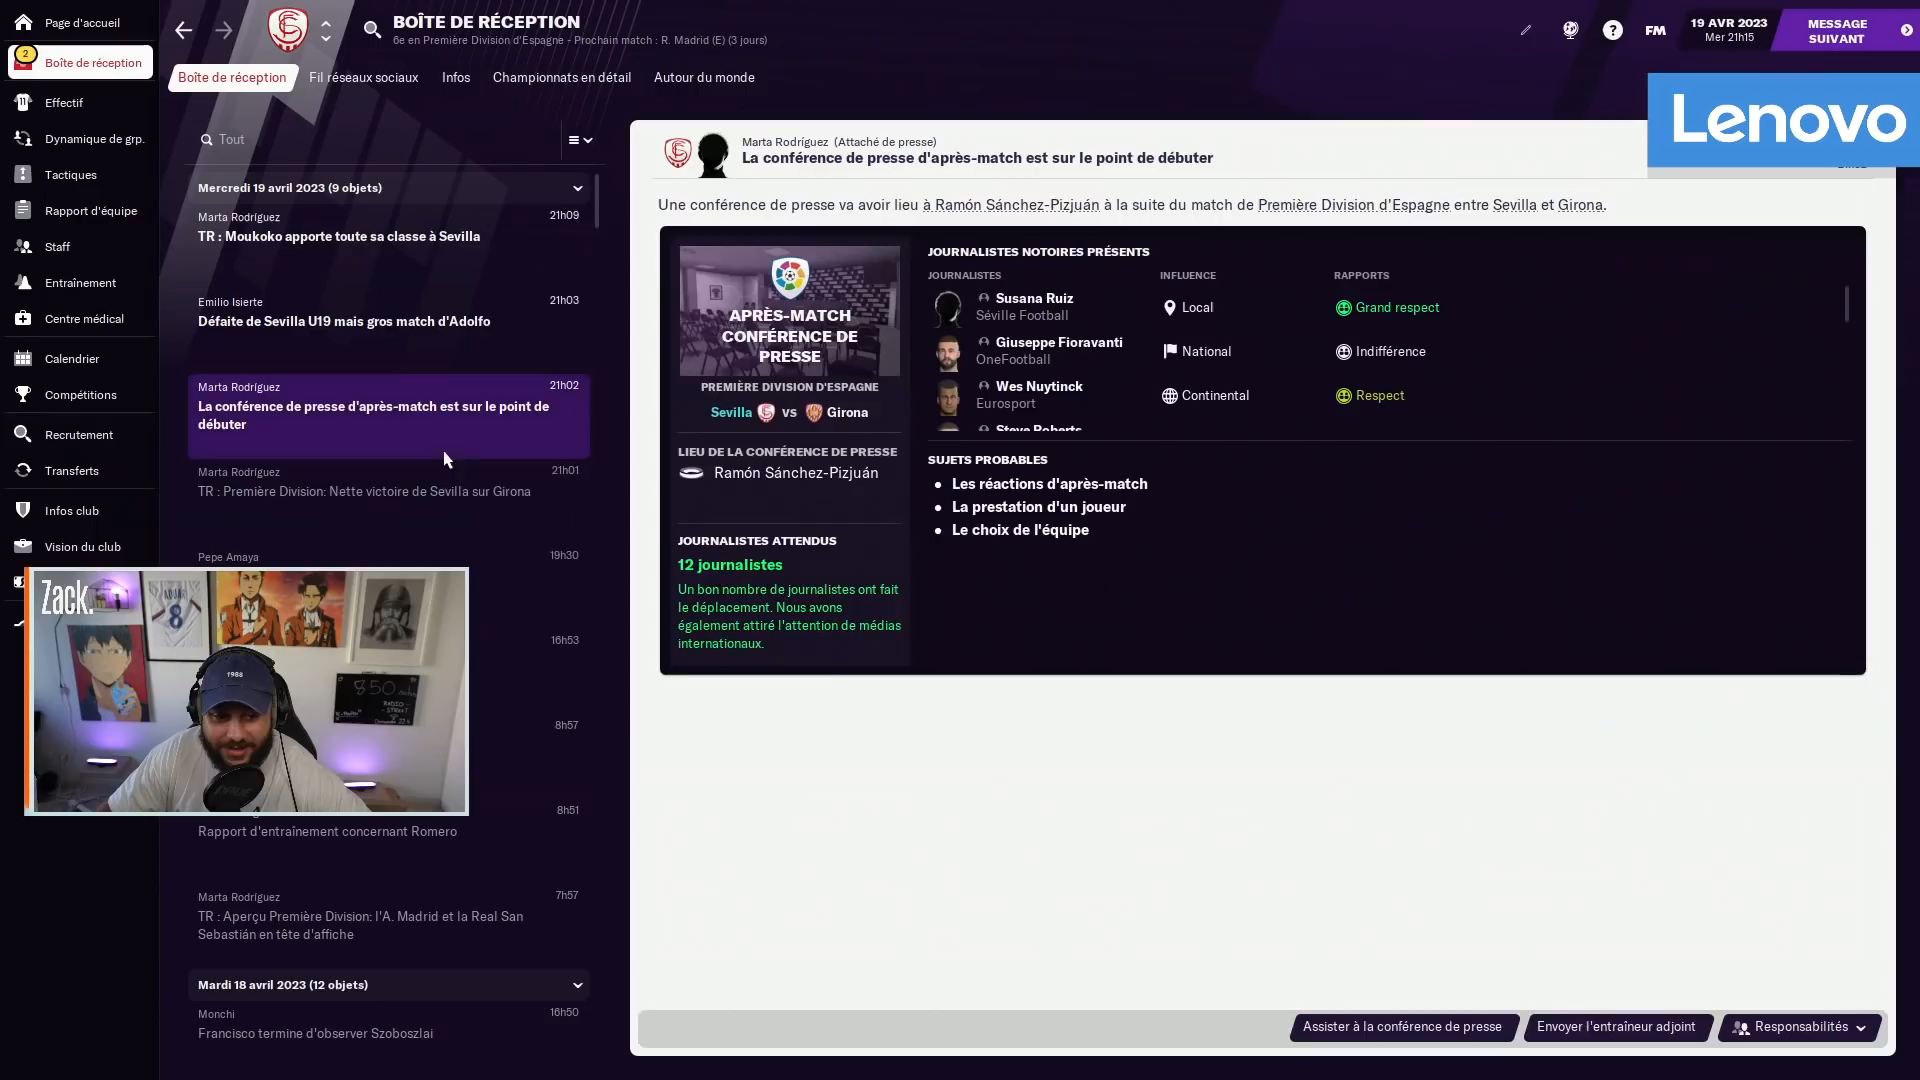 Page d'accueil
2
Boîte de réception
Effectif
Dynamique de grp.
Tactiques
Rapport d'équipe
Staff
Entraînement
Centre médical
Calendrier
Compétitions
Recrutement
Transferts
Infos club
Vision du club
BOÎTE DE RÉCEPTION
6e en Première Division d'Espagne - Prochain match : R. Madrid (E) (3 jours)
FM
19 AVR 2023
Mer 21h15
MESSAGE
SUIVANT
Boîte de réception
Fil réseaux sociaux
Infos
Championnats en détail
Autour du monde
Lenovo
Tout
Mercredi 19 avril 2023 (9 objets)
Marta Rodríguez 21h09
TR : Moukoko apporte toute sa classe à Sevilla
Emilio Isierte 21h03
Défaite de Sevilla U19 mais gros match d'Adolfo
Marta Rodríguez 21h02
La conférence de presse d'après-match est sur le point de
débuter
Marta Rodríguez 21h01
TR : Première Division: Nette victoire de Sevilla sur Girona
Pepe Amaya 19h30
16h53
8h57
8h51
Rapport d'entraînement concernant Romero
Marta Rodríguez 7h57
TR : Aperçu Première Division: l'A. Madrid et la Real San
Sebastián en tête d'affiche
Mardi 18 avril 2023 (12 objets)
Monchi 16h50
Francisco termine d'observer Szoboszlai
Zack.
8
1988
850
Marta Rodríguez (Attaché de presse)
La conférence de presse d'après-match est sur le point de débuter
Une conférence de presse va avoir lieu à Ramón Sánchez-Pizjuán à la suite du match de Première Division d'Espagne entre Sevilla et Girona.
APRÈS-MATCH
CONFÉRENCE DE
PRESSE
PREMIÈRE DIVISION D'ESPAGNE
Sevilla vs Girona
LIEU DE LA CONFÉRENCE DE PRESSE
Ramón Sánchez-Pizjuán
JOURNALISTES ATTENDUS
12 journalistes
Un bon nombre de journalistes ont fait
le déplacement. Nous avons
également attiré l'attention de médias
internationaux.
JOURNALISTES NOTOIRES PRÉSENTS
JOURNALISTES INFLUENCE RAPPORTS
Susana Ruiz
Séville Football
Local
Grand respect
Giuseppe Fioravanti
OneFootball
National
Indifférence
Wes Nuytinck
Eurosport
Continental
Respect
Steve Roberts
SUJETS PROBABLES
Les réactions d'après-match
La prestation d'un joueur
Le choix de l'équipe
Assister à la conférence de presse
Envoyer l'entraîneur adjoint
Responsabilités